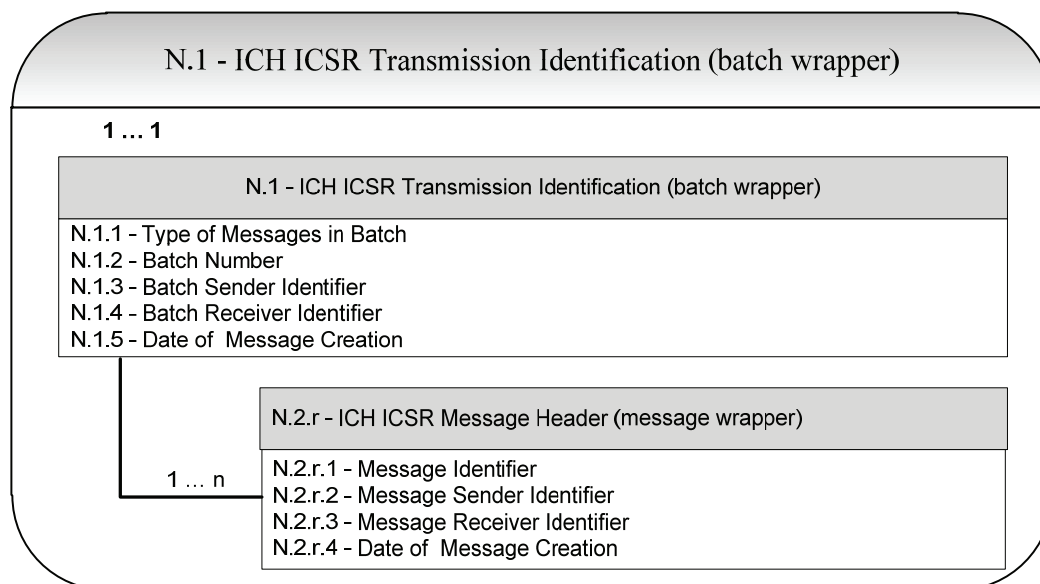 N.1 - ICH ICSR Transmission Identification (batch wrapper)
1 ... 1
N.1 - ICH ICSR Transmission Identification (batch wrapper)
N.1.1 - Type of Messages in Batch
N.1.2 - Batch Number
N.1.3 - Batch Sender Identifier
N.1.4 - Batch Receiver Identifier
N.1.5 - Date of Message Creation
N.2.r - ICH ICSR Message Header (message wrapper)
1 ... n
N.2.r.1 - Message Identifier
N.2.r.2 - Message Sender Identifier
N.2.r.3 - Message Receiver Identifier
N.2.r.4 - Date of Message Creation